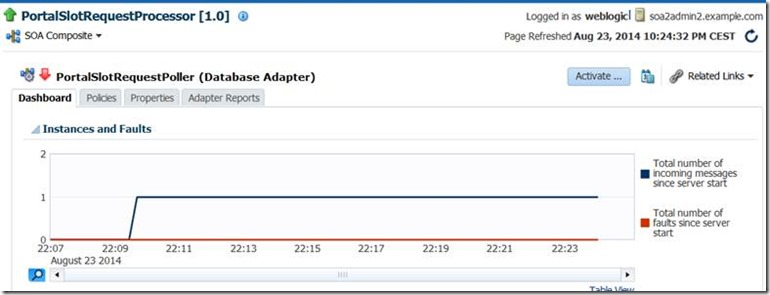 PortalSlotRequestProcessor [1.0]
Logged in as weblogic
soa2admin2.example.com
SOA Composite
Page Refreshed Aug 23, 2014 10:24:32 PM CEST
PortalSlotRequestPoller (Database Adapter)
Activate ...
Related Links
Dashboard
Policies
Properties
Adapter Reports
Instances and Faults
2
1
0
22:07
22:09
22:11
22:13
22:15
22:17
22:19
22:21
22:23
August 23 2014
Total number of
incoming messages
since server start
Total number of
faults since server
start
Table View